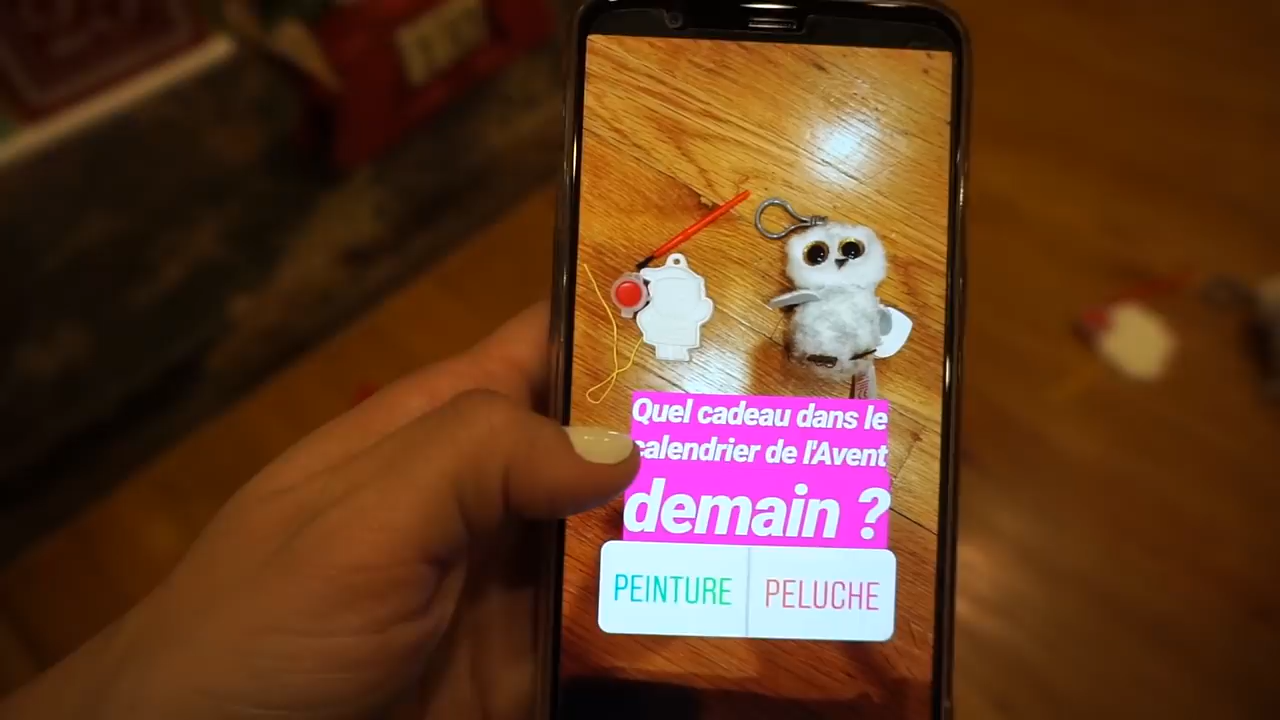 Quel cadeau dans le
calendrier de l'Avent
demain ?
PEINTURE PELUCHE